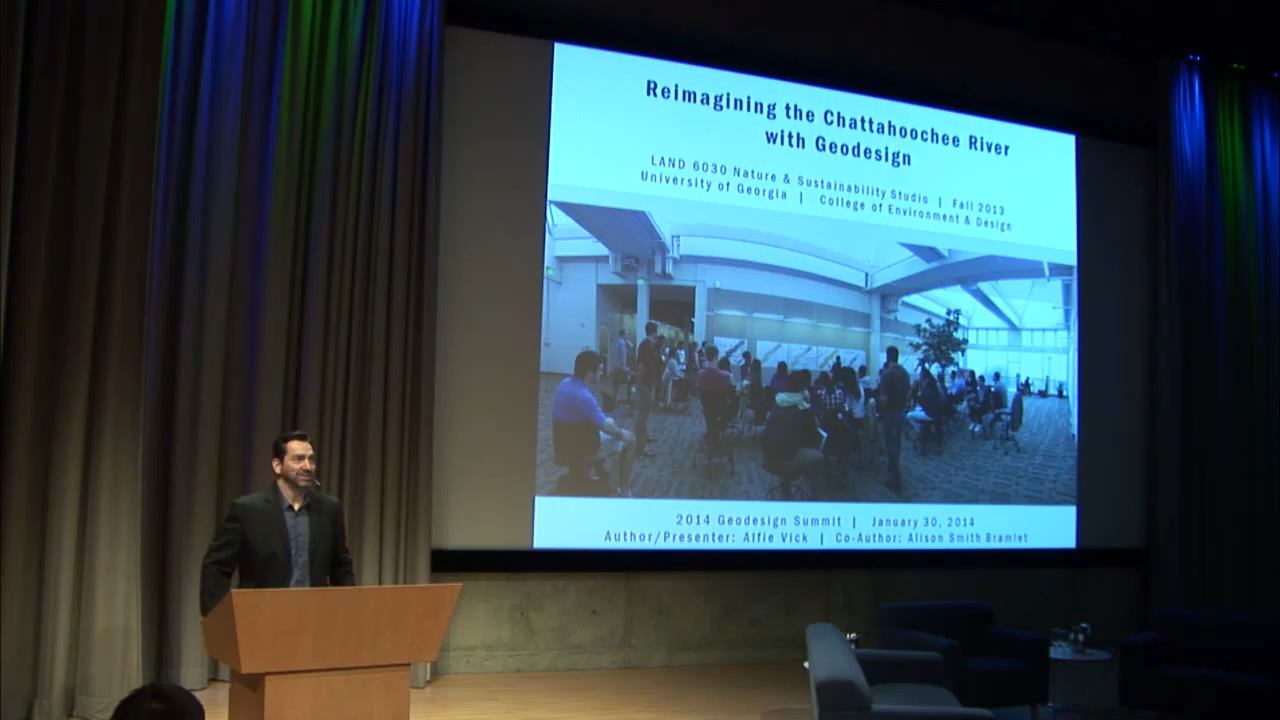 Reimagining the Chattahoochee River
with Geodesign
LAND 6030 Nature & Sustainability Studio | Fall 2013
University of Georgia | College of Environment & Design
2014 Geodesign Summit | January 30, 2014
Author/Presenter: Alfie Vick | Co-Author: Alison Smith Bramlet